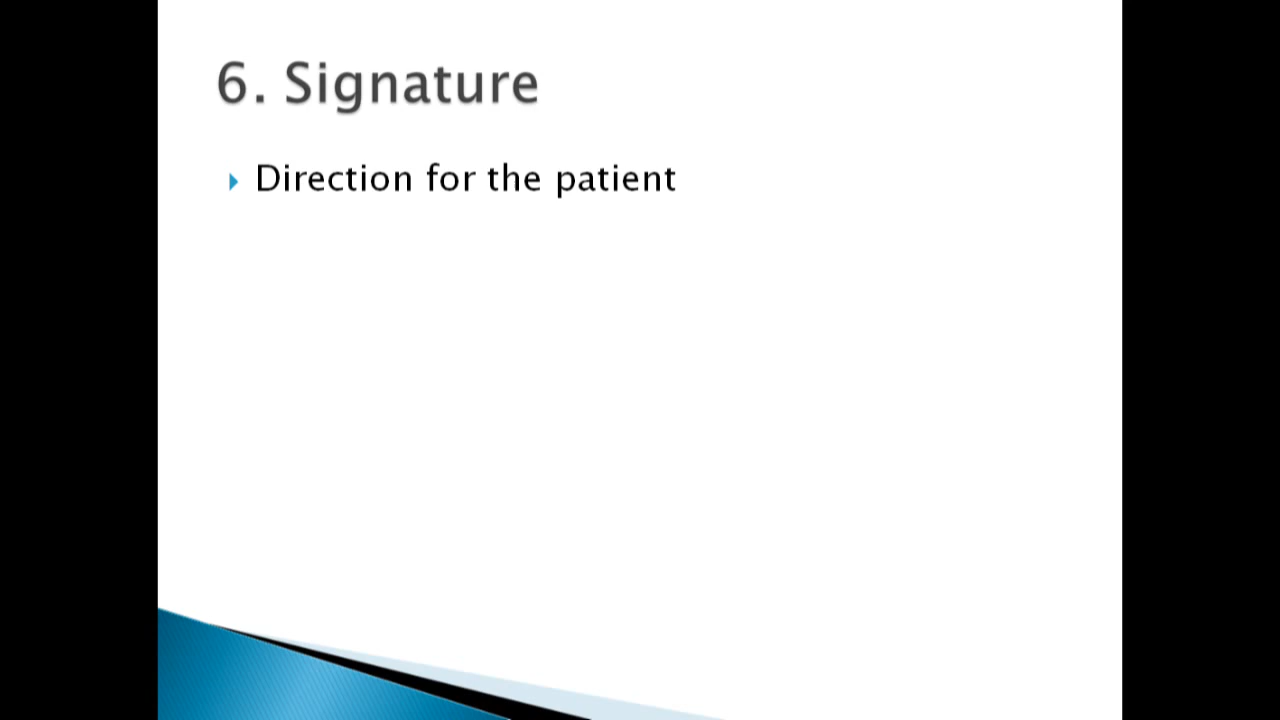 6. Signature
Direction for the patient